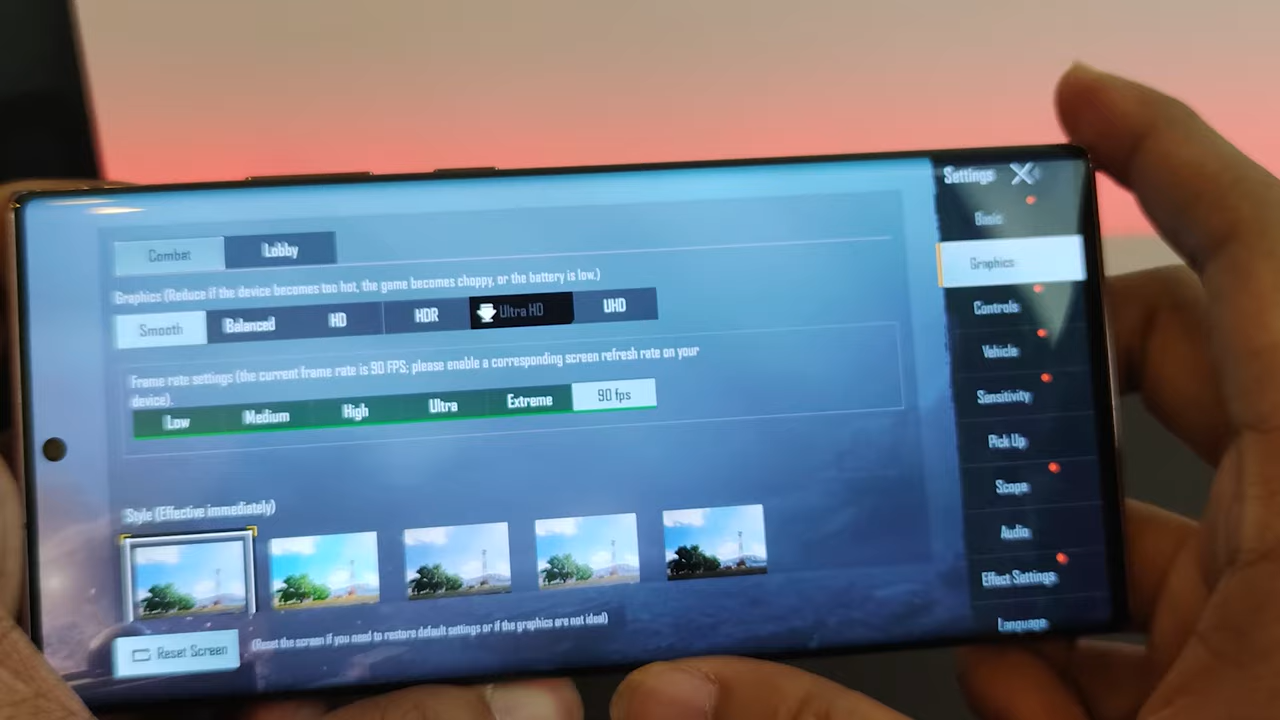 Settings
Basic
Graphics
Controls
Vehicle
Sensitivity
Pick Up
Scope
Audio
Effect Settings
Language
Combat
Lobby
Graphics (Reduce if the device becomes too hot, the game becomes choppy, or the battery is low.)
Smooth
Balanced
HD
HDR
Ultra HD
UHD
Frame rate settings (the current frame rate is 90 FPS; please enable a corresponding screen refresh rate on your
device).
Low
Medium
High
Ultra
Extreme
90 fps
Style (Effective immediately)
Reset Screen
(Reset the screen if you need to restore default settings or if the graphics are not ideal)